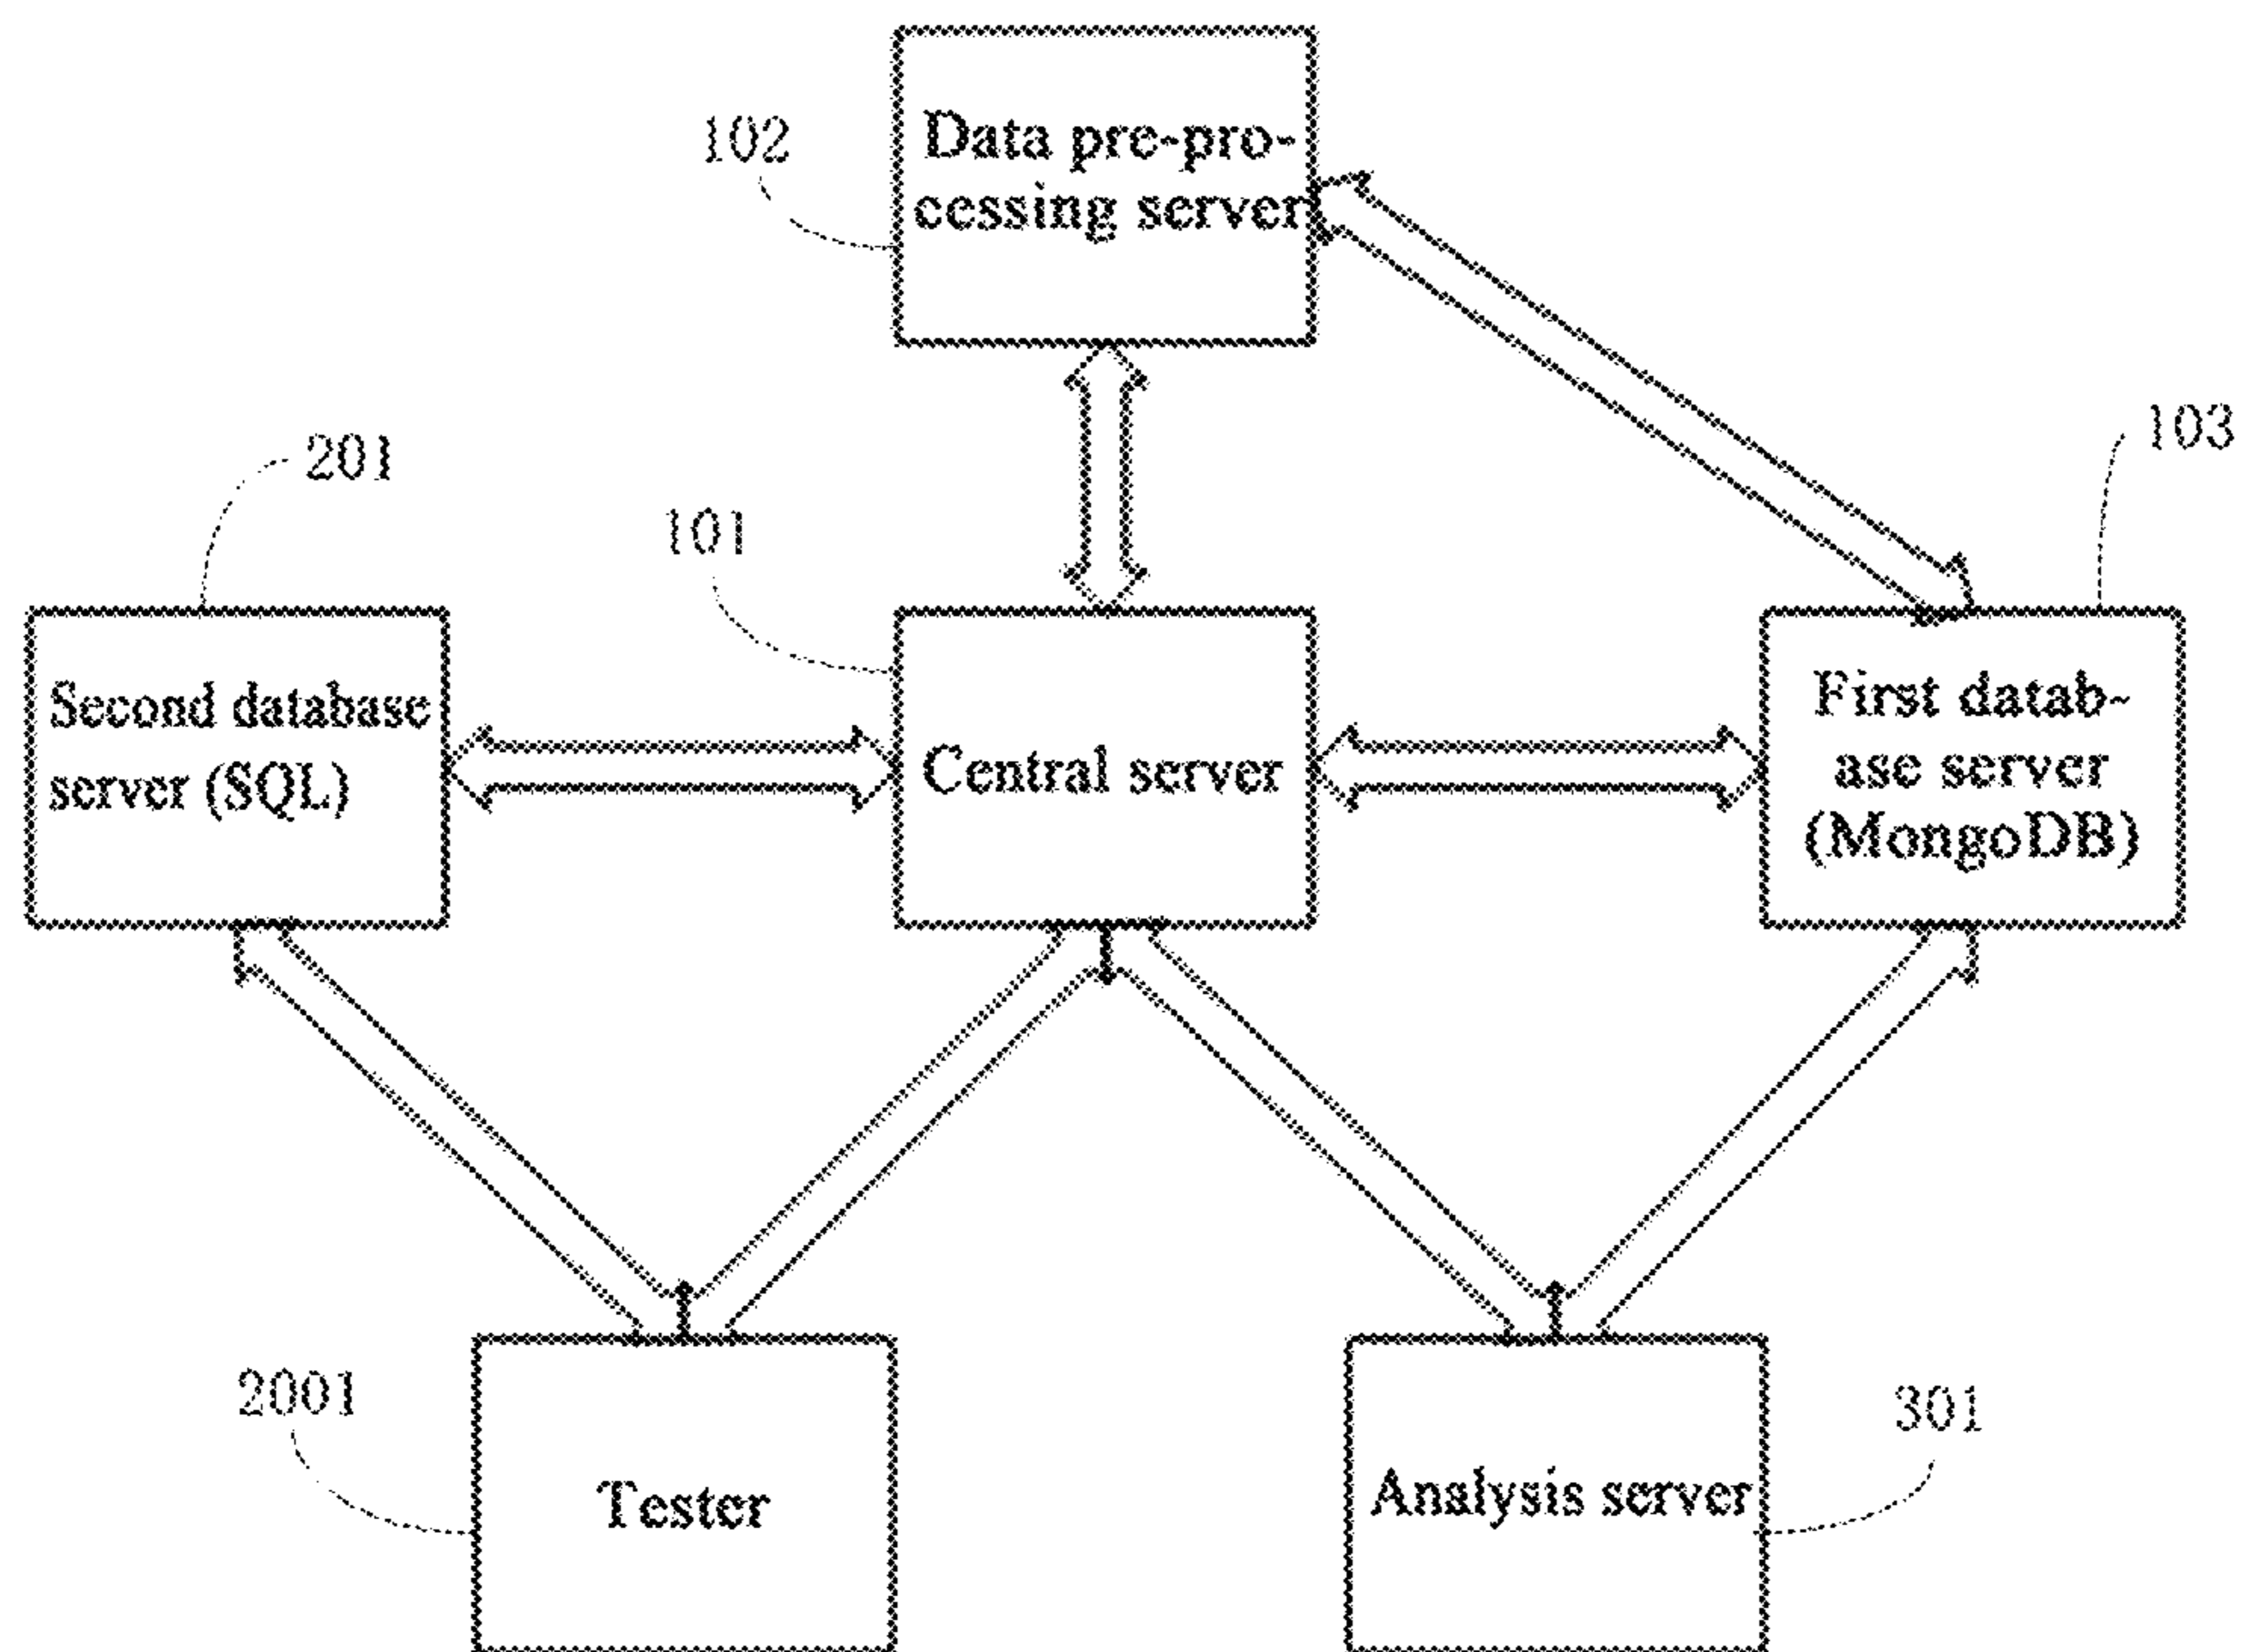 102
Data pre-pro-
cessing server
103
201
101
Second database
server (SQL)
Central server
First datab-
ase server
(MongoDB)
2001
Tester
301
Analysis server